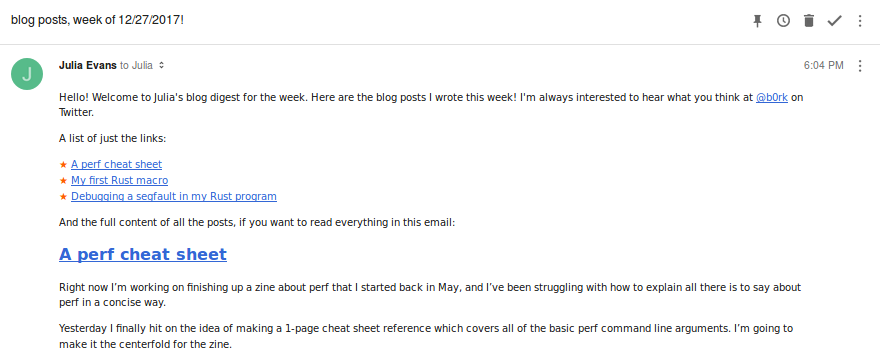 blog posts, week of 12/27/2017!
J
Julia Evans to Julia
6:04 PM
Hello! Welcome to Julia's blog digest for the week. Here are the blog posts I wrote this week! I'm always interested to hear what you think at @b0rk on
Twitter.
A list of just the links:
★ A perf cheat sheet
★ My first Rust macro
★ Debugging a segfault in my Rust program
And the full content of all the posts, if you want to read everything in this email:
A perf cheat sheet
Right now I’m working on finishing up a zine about perf that I started back in May, and I’ve been struggling with how to explain all there is to say about
perf in a concise way.
Yesterday I finally hit on the idea of making a 1-page cheat sheet reference which covers all of the basic perf command line arguments. I’m going to
make it the centerfold for the zine.